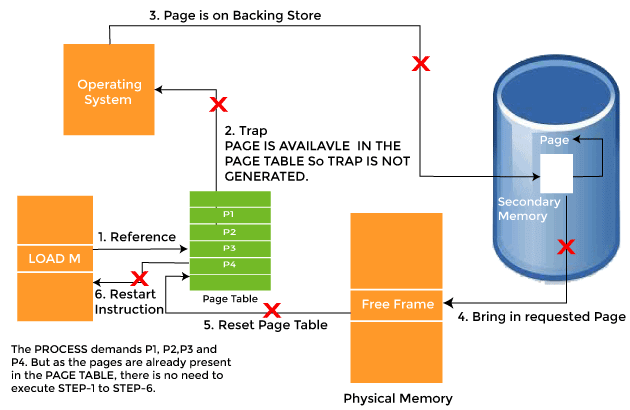 3. Page is on Backing Store
Operating
System
2. Trap
PAGE IS AVAILAVLE IN THE
PAGE TABLE So TRAP IS NOT
GENERATED.
Page
Secondary
Memory
P1
P2
P3
P4
Page Table
1. Reference
LOAD M
6. Restart
Instruction
Free Frame
4. Bring in requested Page
5. Reset Page Table
Physical Memory
The PROCESS demands P1, P2,P3 and
P4. But as the pages are already present
in the PAGE TABLE, there is no need to
execute STEP-1 to STEP-6.